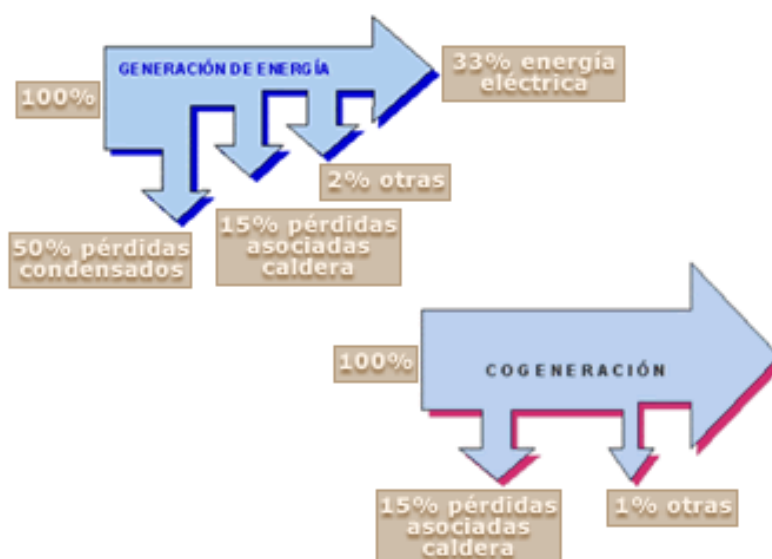 GENERACIÓN DE ENERGÍA
33% energía
eléctrica
100%
2% otras
15% pérdidas
asociadas
caldera
50% pérdidas
condensados
100%
COGENERACIÓN
15% pérdidas
asociadas
caldera
1% otras